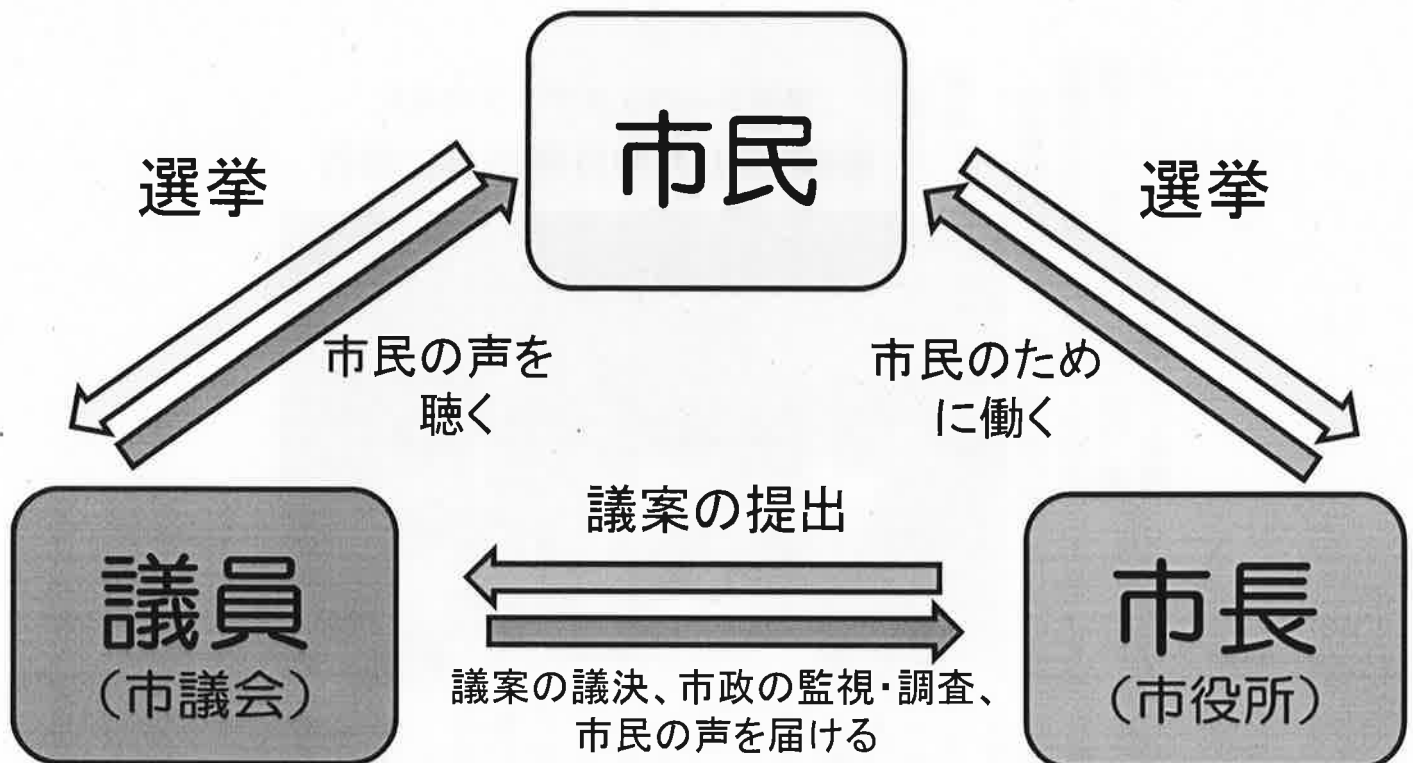 市民
選挙
選挙
市民の声を
聴く
市民のため
に働く
議案の提出
議員
(市議会)
市長
(市役所)
議案の議決、市政の監視・調査、
市民の声を届ける